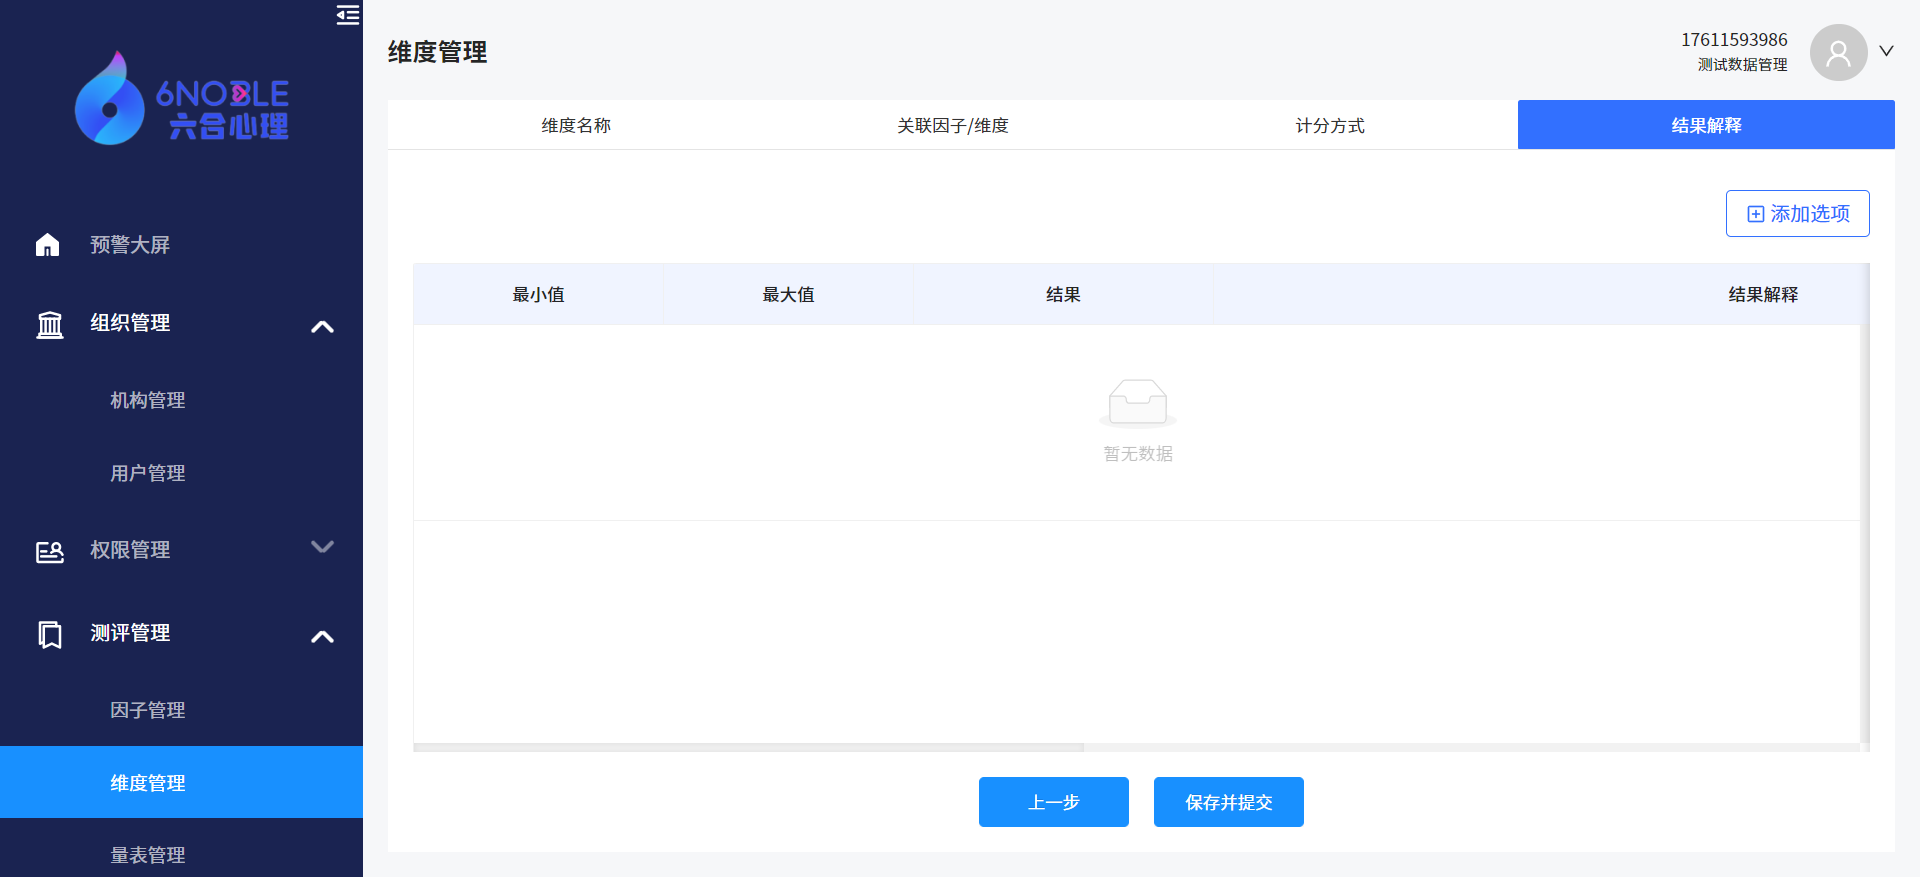 6NOBLE
六合心理
预警大屏
组织管理
机构管理
用户管理
权限管理
测评管理
因子管理
维度管理
量表管理
维度管理
17611593986
测试数据管理
维度名称
关联因子/维度
计分方式
结果解释
添加选项
最小值
最大值
结果
结果解释
暂无数据
上一步
保存并提交